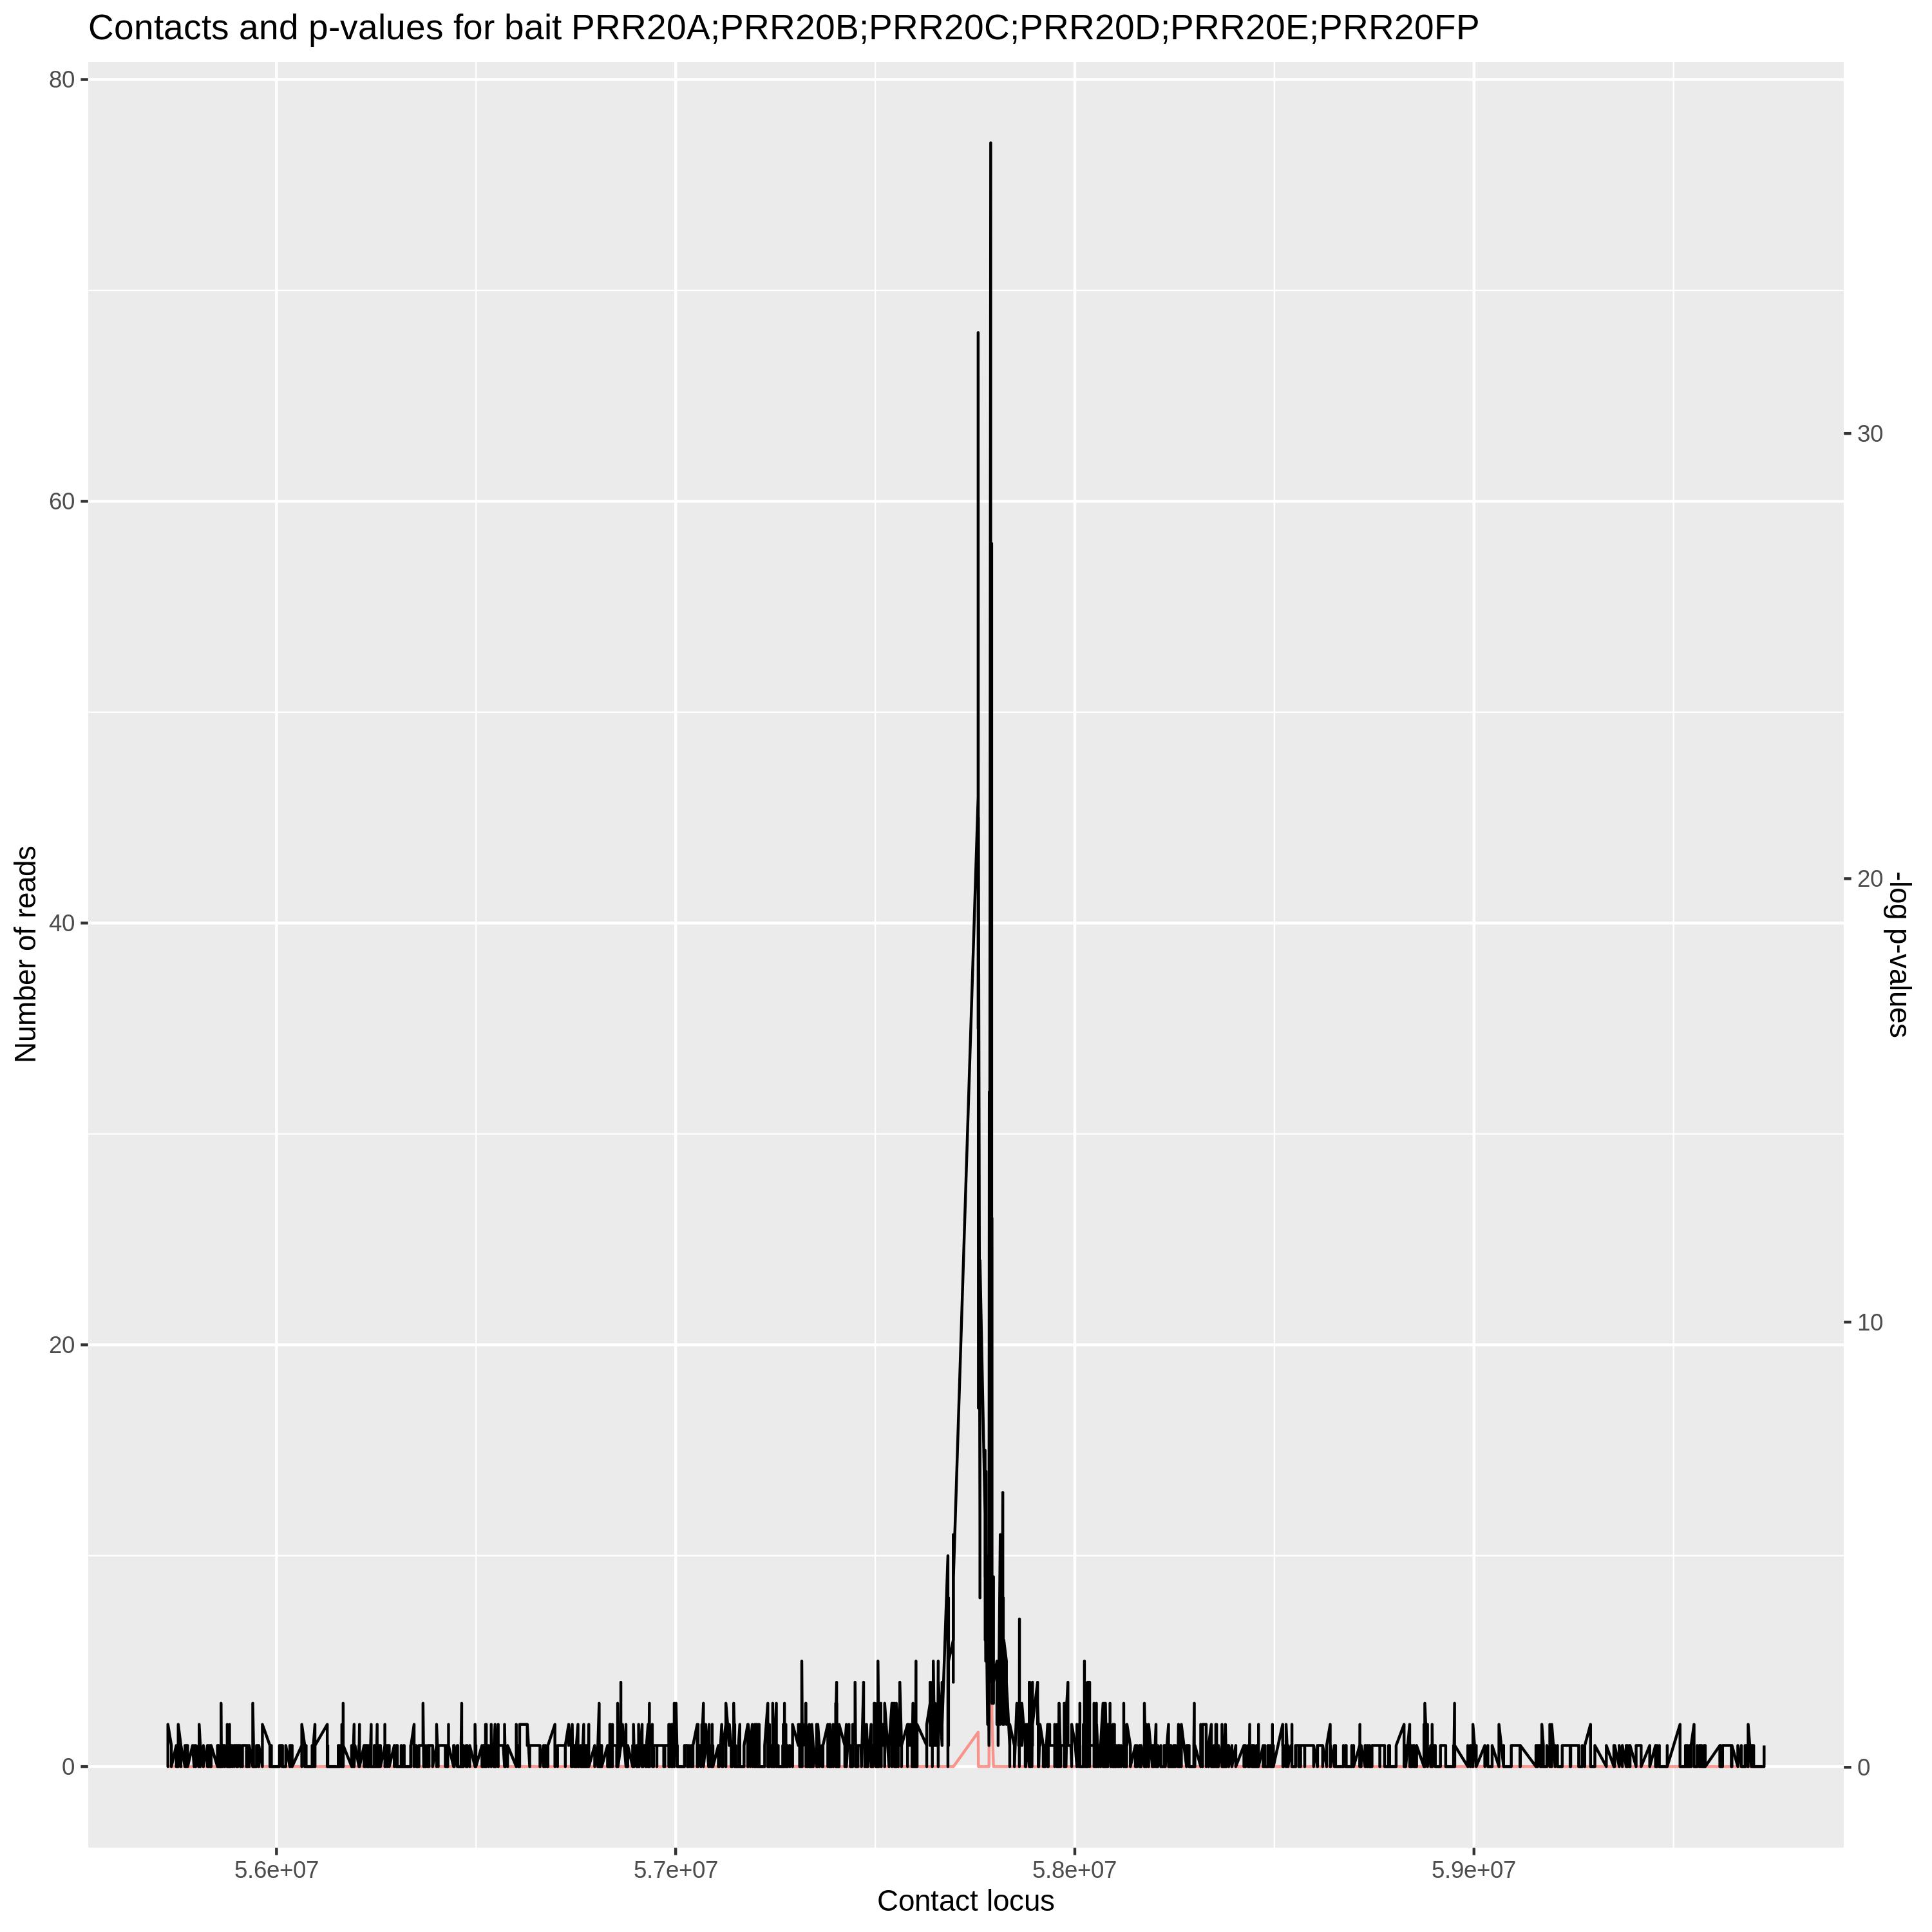 Contacts and p-values for bait PRR20A;PRR20B;PRR20C;PRR20D;PRR20E;PRR20FP
80
60
40
20
0
Number of reads
30
20
10
0
-log p-values
5.6e+07 5.7e+07 5.8e+07 5.9e+07
Contact locus